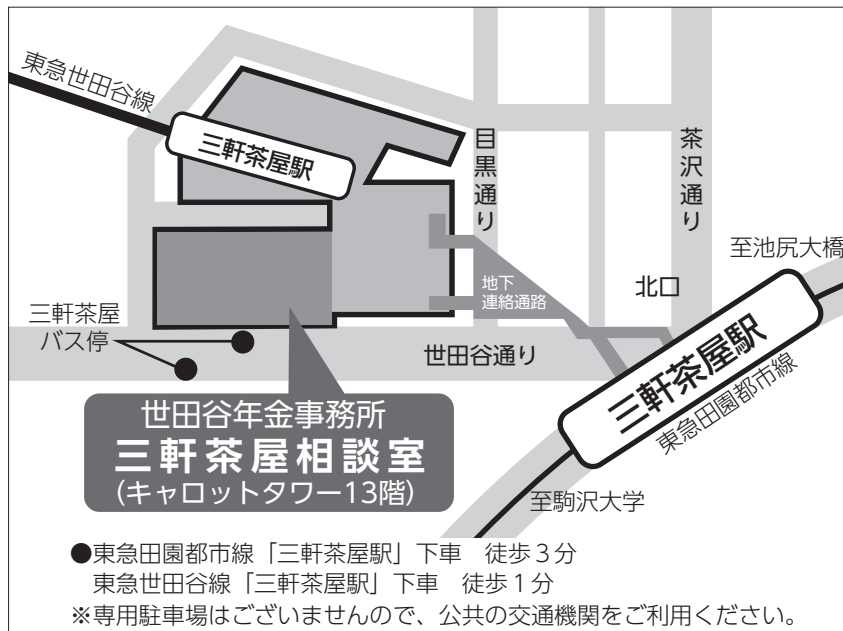 東急世田谷線
三軒茶屋駅
目黒通り
茶沢通り
至池尻大橋
北口
地下
連絡通路
三軒茶屋
バス停
世田谷通り
三軒茶屋駅
東急田園都市線
世田谷年金事務所
三軒茶屋相談室
(キャロットタワー13階)
至駒沢大学
●東急田園都市線「三軒茶屋駅」下車　徒歩3分
東急世田谷線「三軒茶屋駅」下車　徒歩1分
※専用駐車場はございませんので、公共の交通機関をご利用ください。